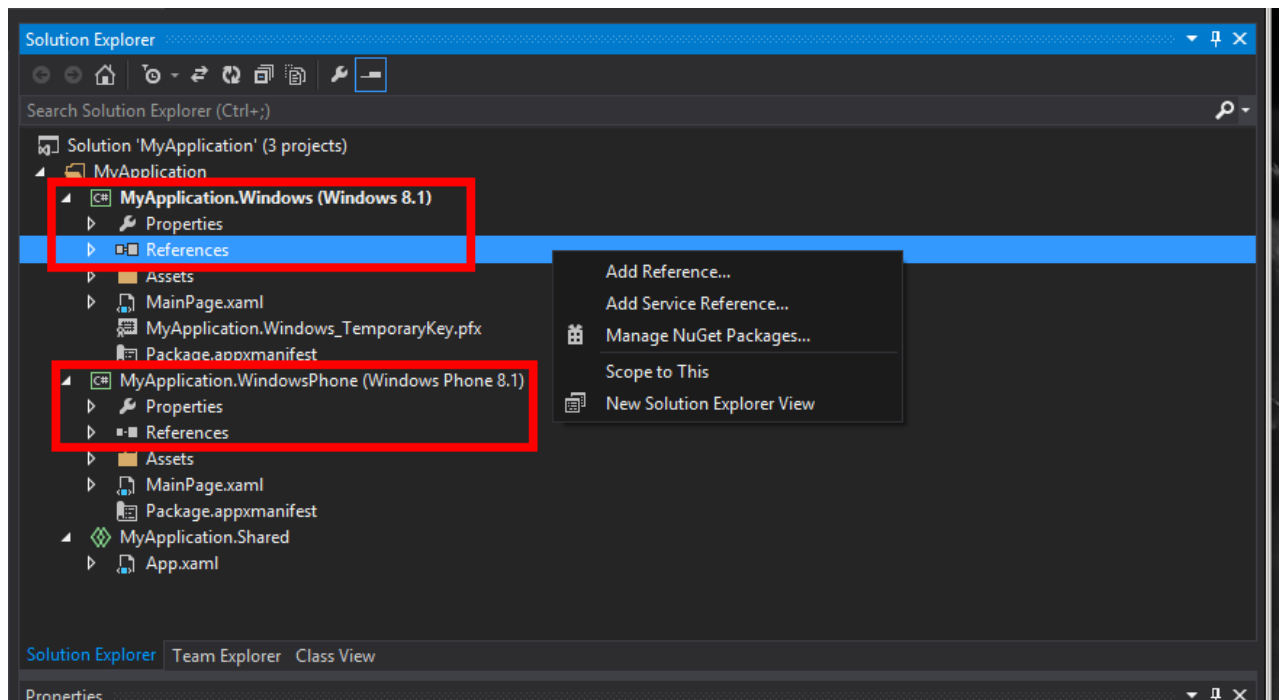 Solution Explorer
Search Solution Explorer (Ctrl+;)
Solution 'MyApplication' (3 projects)
MyApplication
C# MyApplication.Windows (Windows 8.1)
Properties
References
Assets
MainPage.xaml
MyApplication.Windows_TemporaryKey.pfx
Package.appxmanifest
C# MyApplication.WindowsPhone (Windows Phone 8.1)
Properties
References
Assets
MainPage.xaml
Package.appxmanifest
MyApplication.Shared
App.xaml
Add Reference...
Add Service Reference...
Manage NuGet Packages...
Scope to This
New Solution Explorer View
Solution Explorer Team Explorer Class View
Properties